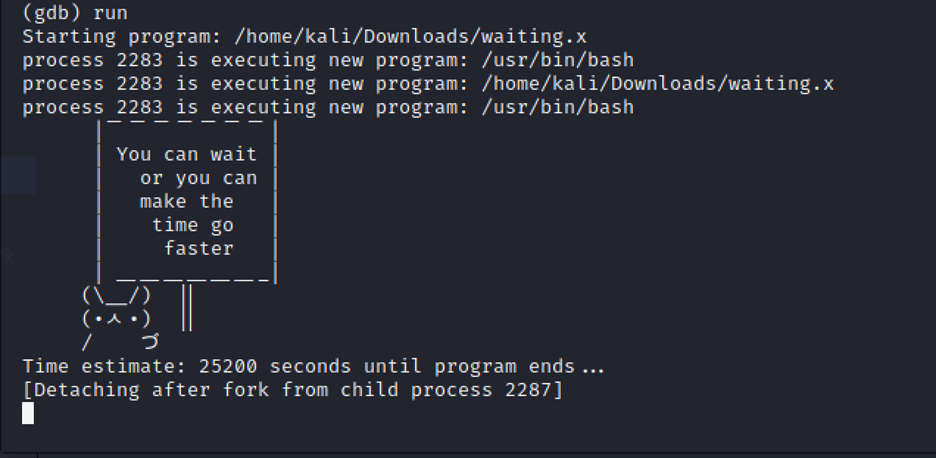 (gdb) run
Starting program: /home/kali/Downloads/waiting.x
process 2283 is executing new program: /usr/bin/bash
process 2283 is executing new program: /home/kali/Downloads/waiting.x
process 2283 is executing new program: /usr/bin/bash
You can wait
or you can
make the
time go
faster
(\__/) ||
(•ㅅ•) ||
/   づ
Time estimate: 25200 seconds until program ends...
[Detaching after fork from child process 2287]